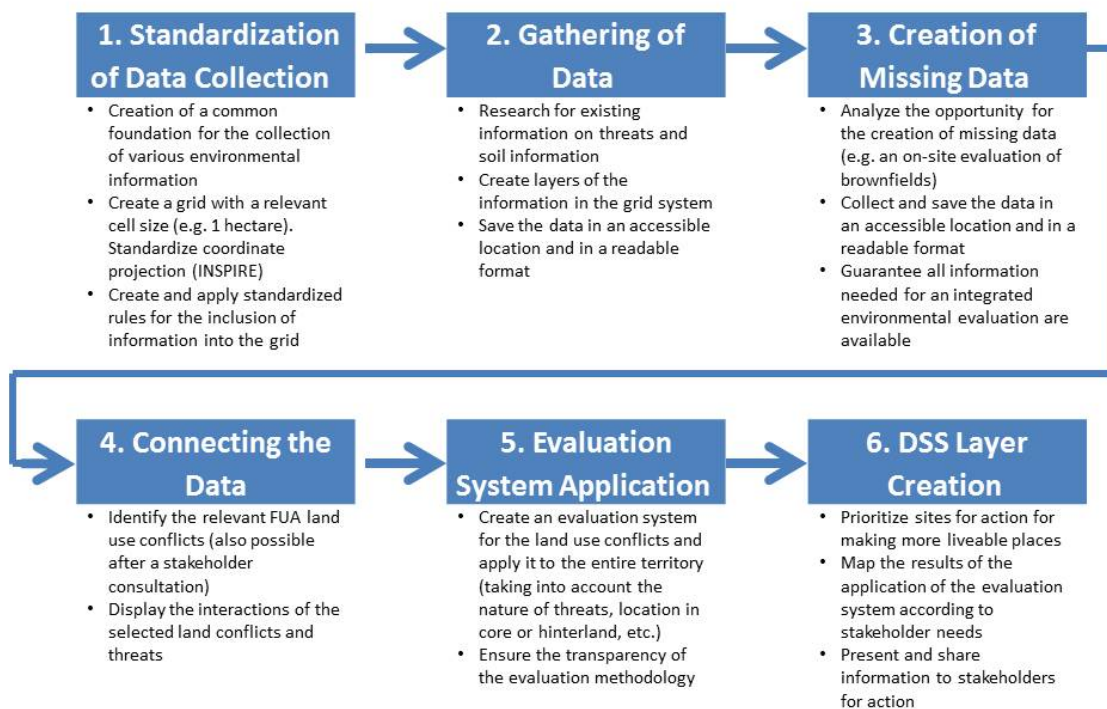 1. Standardization
of Data Collection
• Creation of a common
foundation for the collection
of various environmental
information
• Create a grid with a relevant
cell size (e.g. 1 hectare).
Standardize coordinate
projection (INSPIRE)
• Create and apply standardized
rules for the inclusion of
information into the grid
2. Gathering of
Data
• Research for existing
information on threats and
soil information
• Create layers of the
information in the grid system
• Save the data in an accessible
location and in a readable
format
3. Creation of
Missing Data
• Analyze the opportunity for
the creation of missing data
(e.g. an on-site evaluation of
brownfields)
• Collect and save the data in
an accessible location and in a
readable format
• Guarantee all information
needed for an integrated
environmental evaluation are
available
4. Connecting the
Data
• Identify the relevant FUA land
use conflicts (also possible
after a stakeholder
consultation)
• Display the interactions of the
selected land conflicts and
threats
5. Evaluation
System Application
• Create an evaluation system
for the land use conflicts and
apply it to the entire territory
(taking into account the
nature of threats, location in
core or hinterland, etc.)
• Ensure the transparency of
the evaluation methodology
6. DSS Layer
Creation
• Prioritize sites for action for
making more liveable places
• Map the results of the
application of the evaluation
system according to
stakeholder needs
• Present and share
information to stakeholders
for action